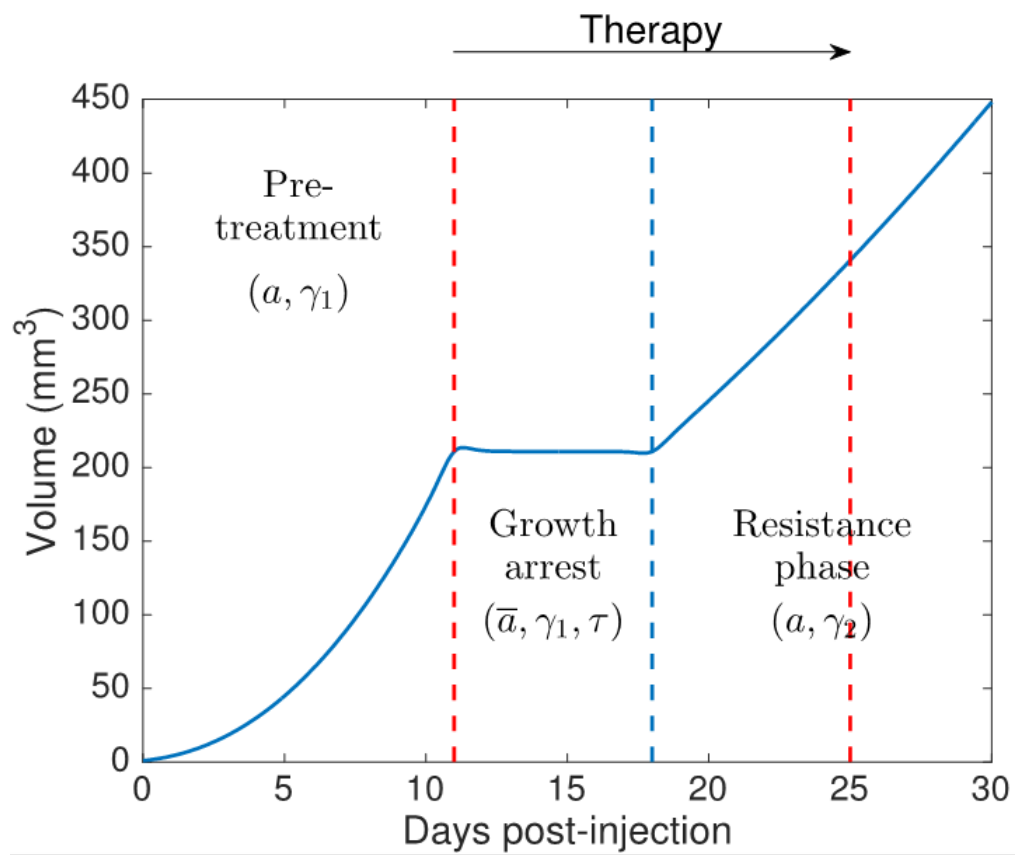 Therapy
450
400
350
300
250
200
150
100
50
0
Volume (mm³)
Pre-
treatment
(a, γ₁)
Growth
arrest
(a̅, γ₁, τ)
Resistance
phase
(a, γ₂)
0 5 10 15 20 25 30
Days post-injection